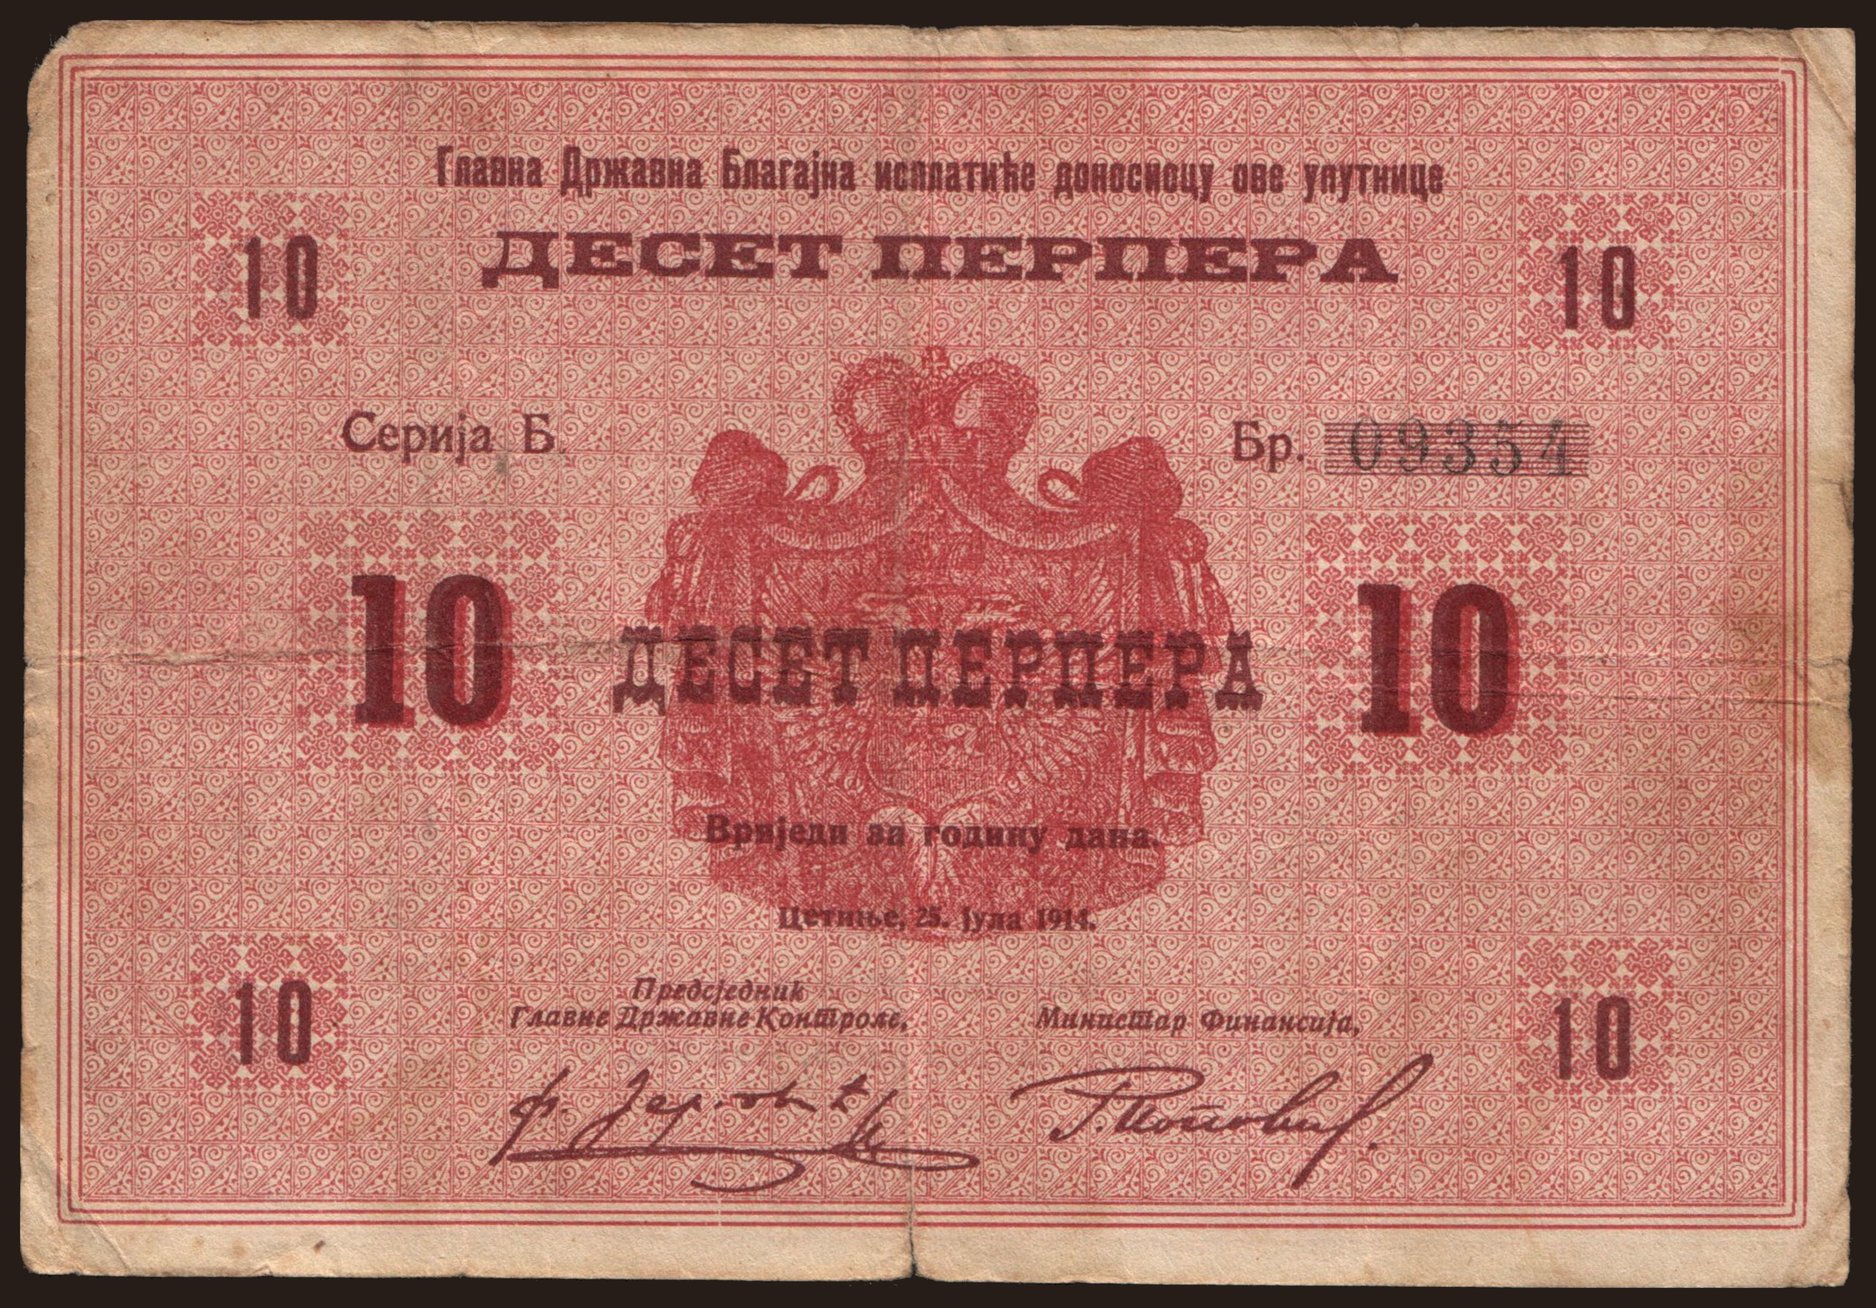 Главна Државна Благајна исплатиће доносиоцу ове упутнице
10 ДЕСЕТ ПЕРПЕРА 10
Серија Б. Бр. 09354
10 ДЕСЕТ ПЕРПЕРА 10
Вриједи за годину дана.
Цетиње, 25. јула 1914.
Предсједник
Главне Државне Контроле, Министар Финансија,
10 10